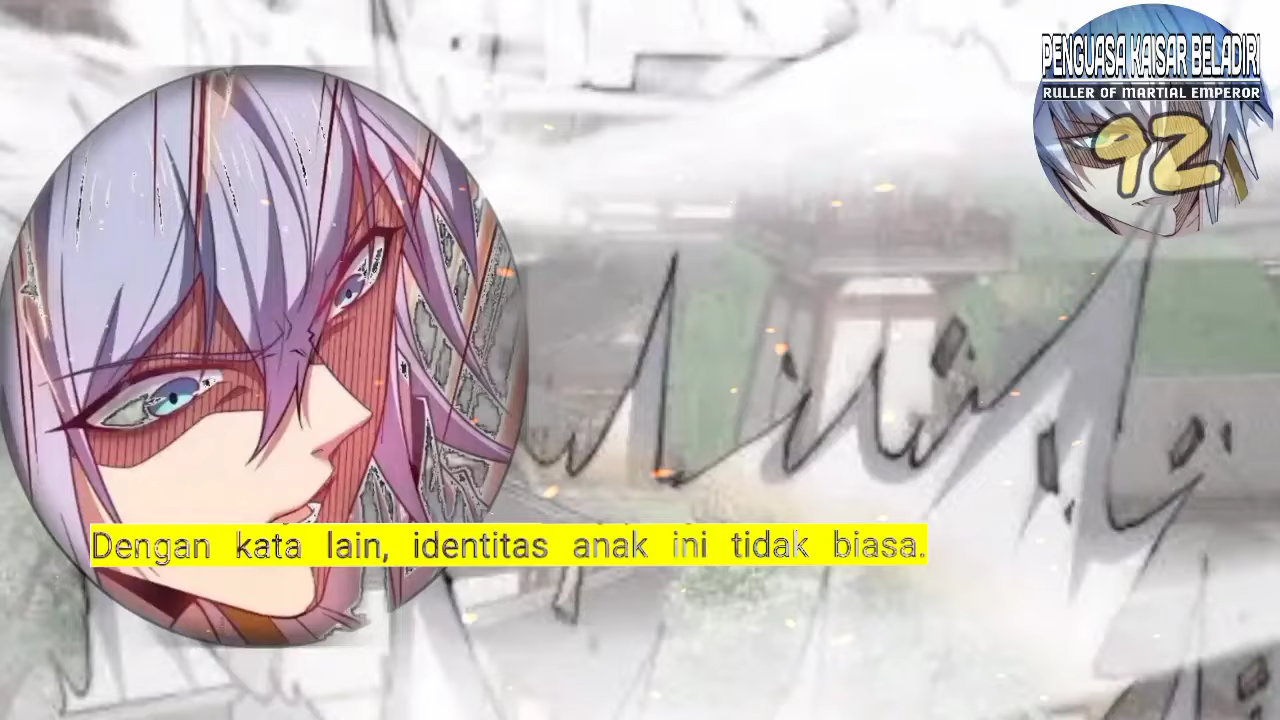 PENGUASA KAISAR BELADIRI
RULLER OF MARTIAL EMPEROR
92
Dengan kata lain, identitas anak ini tidak biasa.